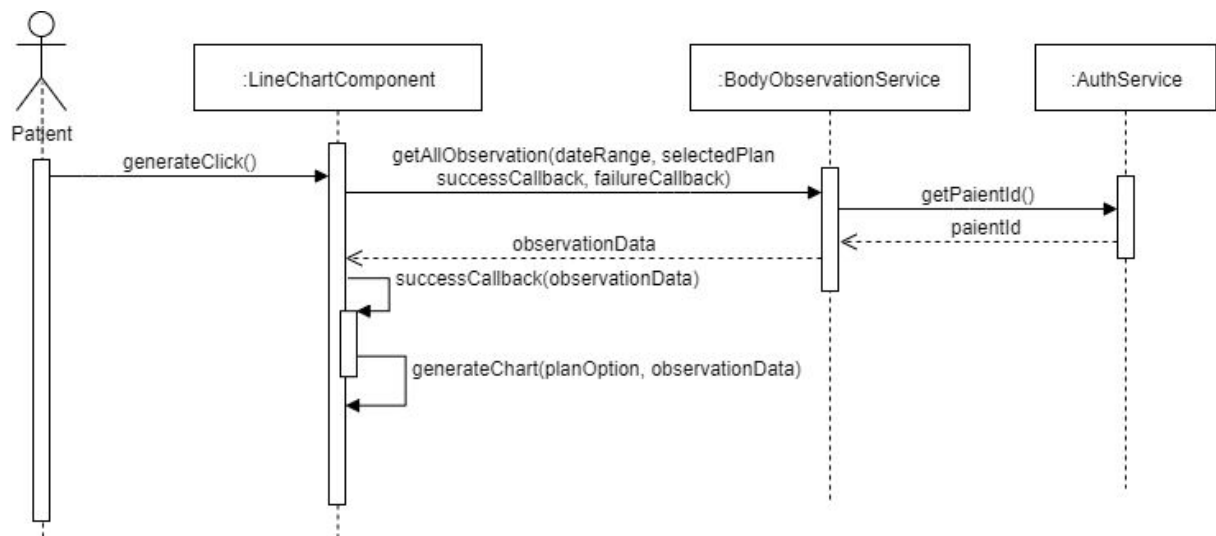 :LineChartComponent
:BodyObservationService
:AuthService
Patient
generateClick()
getAllObservation(dateRange, selectedPlan
successCallback, failureCallback)
getPaientId()
paientId
observationData
successCallback(observationData)
generateChart(planOption, observationData)